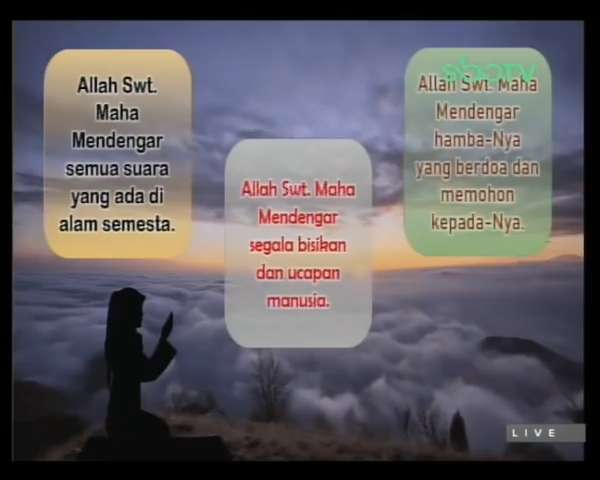 Allah Swt.
Maha
Mendengar
semua suara
yang ada di
alam semesta.
Allah Swt. Maha
Mendengar
segala bisikan
dan ucapan
manusia.
Allah Swt. Maha
Mendengar
hamba-Nya
yang berdoa dan
memohon
kepada-Nya.
LIVE